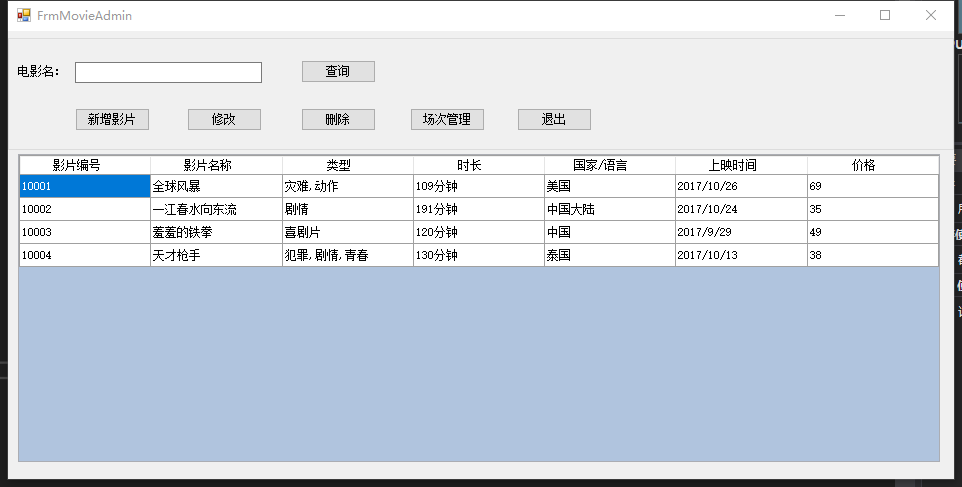 FrmMovieAdmin
电影名：
查询
新增影片 修改 删除 场次管理 退出
影片编号 影片名称 类型 时长 国家/语言 上映时间 价格
10001 全球风暴 灾难,动作 109分钟 美国 2017/10/26 69
10002 一江春水向东流 剧情 191分钟 中国大陆 2017/10/24 35
10003 羞羞的铁拳 喜剧片 120分钟 中国 2017/9/29 49
10004 天才枪手 犯罪,剧情,青春 130分钟 泰国 2017/10/13 38